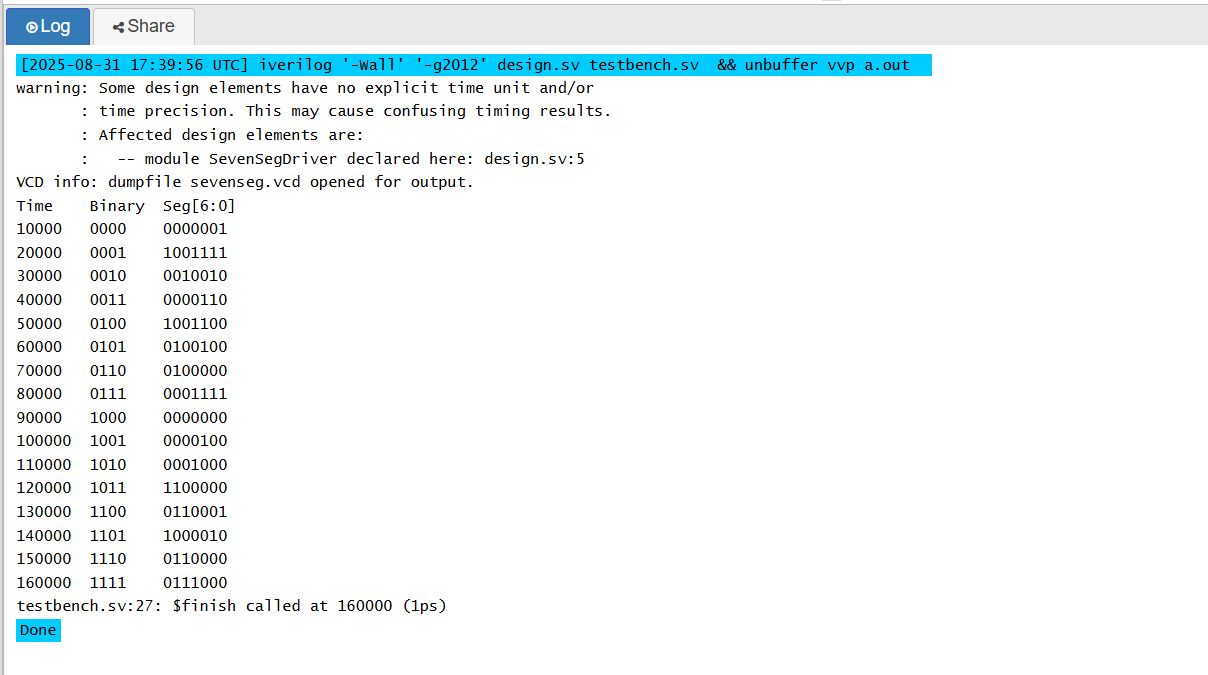 Log Share
[2025-08-31 17:39:56 UTC] iverilog '-Wall' '-g2012' design.sv testbench.sv  && unbuffer vvp a.out
warning: Some design elements have no explicit time unit and/or
       : time precision. This may cause confusing timing results.
       : Affected design elements are:
       :   -- module SevenSegDriver declared here: design.sv:5
VCD info: dumpfile sevenseg.vcd opened for output.
Time    Binary  Seg[6:0]
10000   0000    0000001
20000   0001    1001111
30000   0010    0010010
40000   0011    0000110
50000   0100    1001100
60000   0101    0100100
70000   0110    0100000
80000   0111    0001111
90000   1000    0000000
100000  1001    0000100
110000  1010    0001000
120000  1011    1100000
130000  1100    0110001
140000  1101    1000010
150000  1110    0110000
160000  1111    0111000
testbench.sv:27: $finish called at 160000 (1ps)
Done